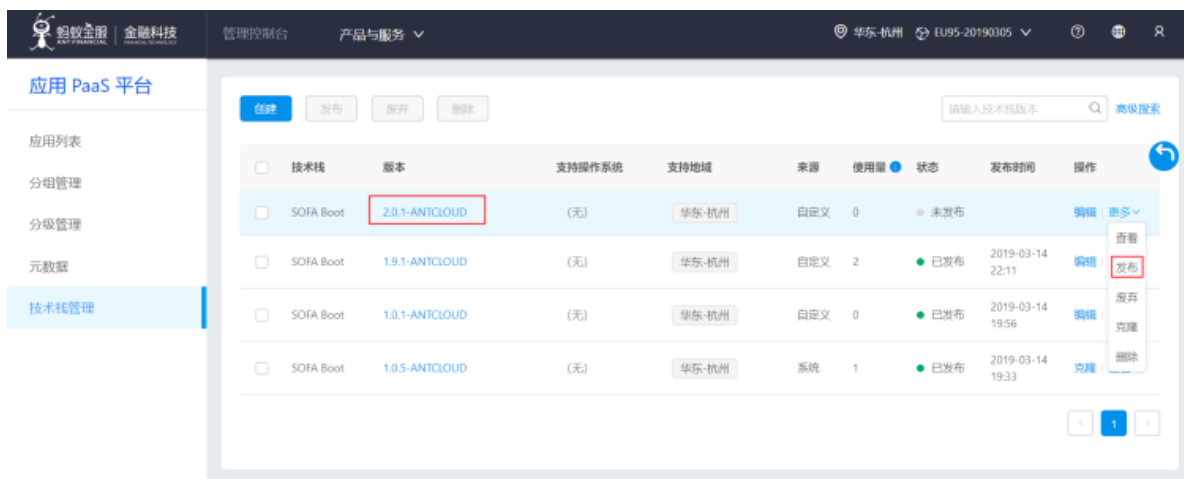 蚂蚁金服 金融科技 管理控制台 产品与服务 华东-杭州 EU95-20190305
ANT FINANCIAL FINANCIAL TECHNOLOGY
应用 PaaS 平台
应用列表
分组管理
分级管理
元数据
技术栈管理
创建 发布 废弃 删除 请输入技术栈版本 高级搜索
技术栈 版本 支持操作系统 支持地域 来源 使用量 状态 发布时间 操作
SOFA Boot 2.0.1-ANTCLOUD (无) 华东-杭州 自定义 0 未发布 编辑 更多
SOFA Boot 1.9.1-ANTCLOUD (无) 华东-杭州 自定义 2 已发布 2019-03-14 22:11 编辑
SOFA Boot 1.0.1-ANTCLOUD (无) 华东-杭州 自定义 0 已发布 2019-03-14 19:56 编辑
SOFA Boot 1.0.5-ANTCLOUD (无) 华东-杭州 系统 1 已发布 2019-03-14 19:33 克隆
查看
发布
废弃
克隆
删除
1